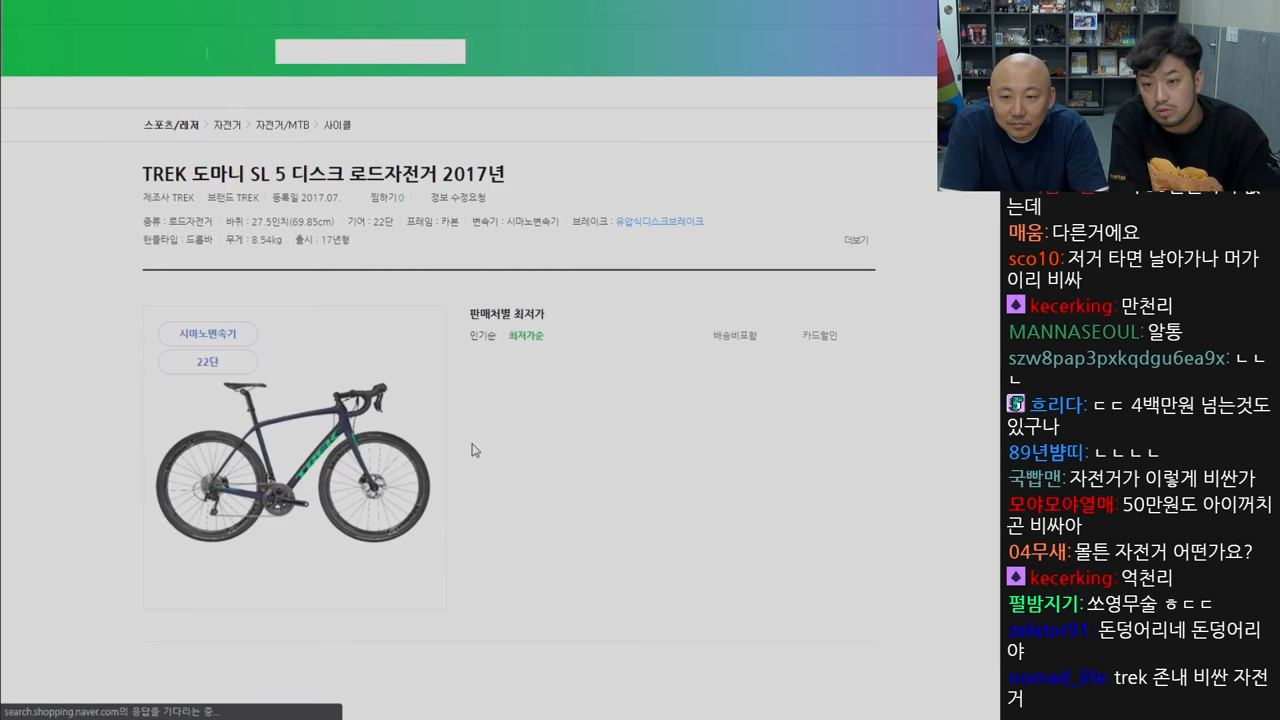 스포츠/레저 > 자전거 > 자전거/MTB > 사이클
TREK 도마니 SL 5 디스크 로드자전거 2017년
제조사 TREK 브랜드 TREK 등록일 2017.07. 찜하기 0 정보 수정요청
종류 : 로드자전거 바퀴 : 27.5인치(69.85cm) 기어 : 22단 프레임 : 카본 변속기 : 시마노변속기 브레이크 : 유압식디스크브레이크
핸들타입 : 드롭바 무게 : 8.54kg 출시 : 17년형 더보기
시마노변속기
22단
TREK
판매처별 최저가
인기순 최저가순 배송비포함 카드할인
search.shopping.naver.com의 응답을 기다리는 중...
는데
매움: 다른거에요
sco10: 저거 타면 날아가나 머가
이리 비싸
kecerking: 만천리
MANNASEOUL: 알통
szw8pap3pxkqdgu6ea9x: ㄴㄴ
ㄴ
흐리다: ㄷㄷ 4백만원 넘는것도
있구나
89년뱜띠: ㄴㄴㄴㄴ
국빱맨: 자전거가 이렇게 비싼가
모야모야열매: 50만원도 아이꺼치
곤 비싸아
04무새: 몰튼 자전거 어떤가요?
kecerking: 억천리
펄밤지기: 쏘영무술 ㅎㄷㄷ
zelator91: 돈덩어리네 돈덩어리
야
nomad_life: trek 존내 비싼 자전
거